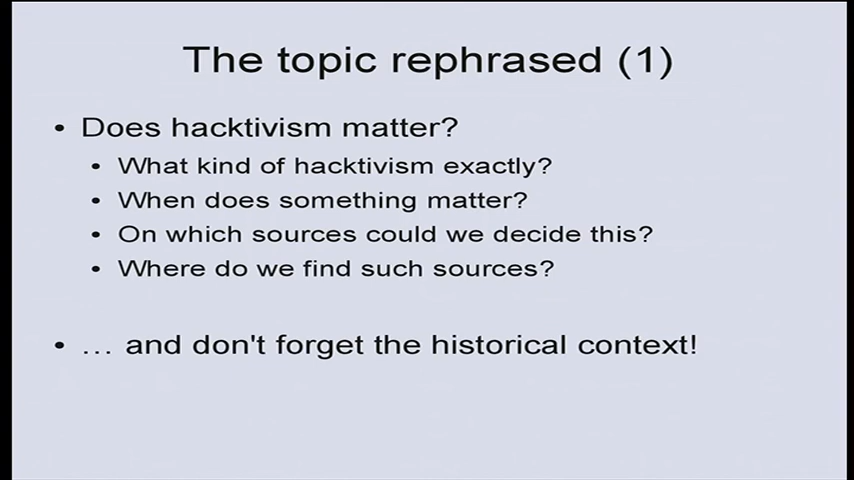 The topic rephrased (1)
• Does hacktivism matter?
• What kind of hacktivism exactly?
• When does something matter?
• On which sources could we decide this?
• Where do we find such sources?
• … and don't forget the historical context!